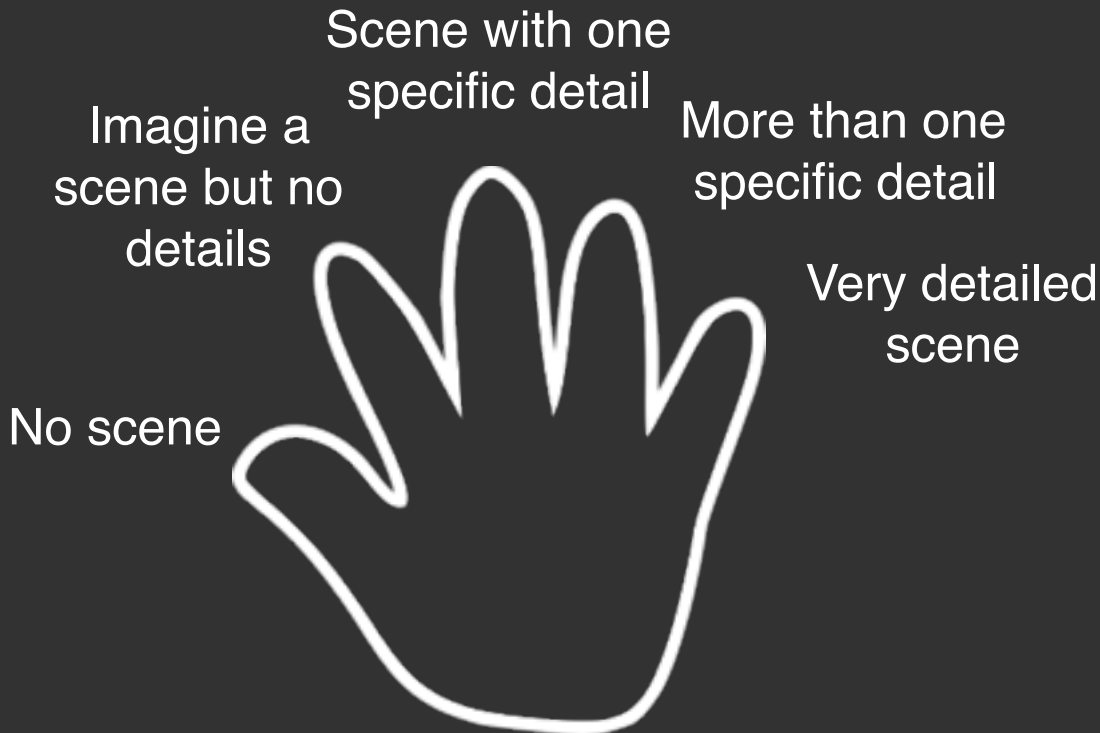 No scene
Imagine a
scene but no
details
Scene with one
specific detail
More than one
specific detail
Very detailed
scene